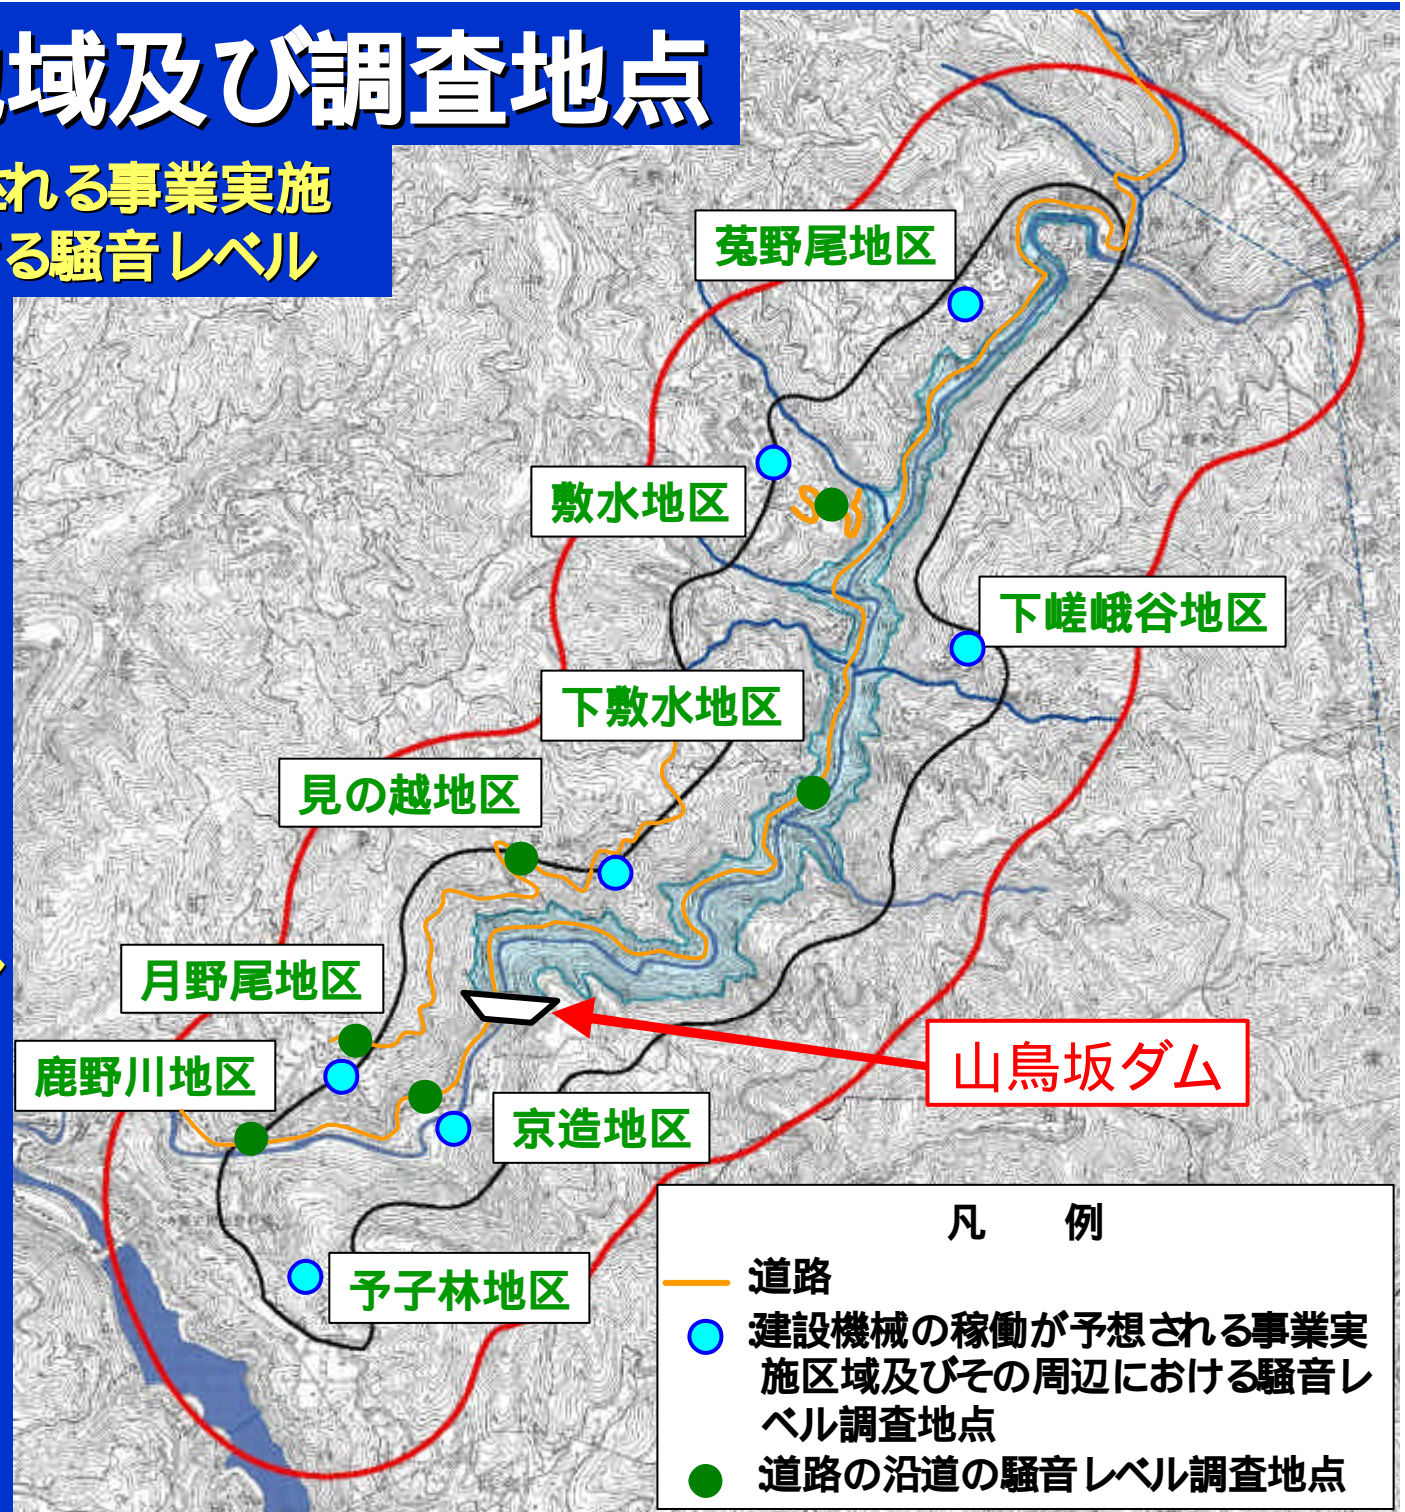 域及び調査地点
れる事業実施
る騒音レベル
菟野尾地区
敷水地区
下嵯峨谷地区
下敷水地区
見の越地区
月野尾地区
鹿野川地区
山鳥坂ダム
京造地区
予子林地区
凡 例
:道路
:建設機械の稼働が予想される事業実
施区域及びその周辺における騒音レ
ベル調査地点
:道路の沿道の騒音レベル調査地点